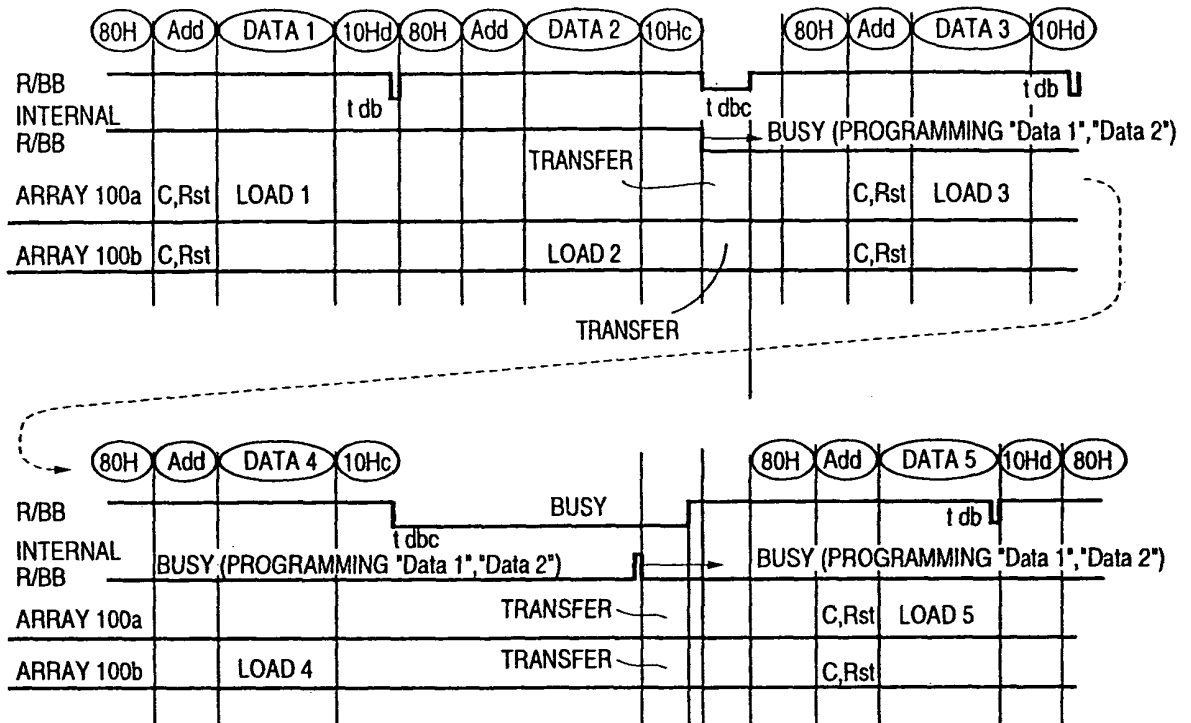 80H Add DATA 1 10Hd 80H Add DATA 2 10Hc 80H Add DATA 3 10Hd
R/BB
t db t dbc t db
INTERNAL
R/BB
BUSY (PROGRAMMING "Data 1","Data 2")
TRANSFER
ARRAY 100a C,Rst LOAD 1 C,Rst LOAD 3
ARRAY 100b C,Rst LOAD 2 C,Rst
TRANSFER
80H Add DATA 4 10Hc 80H Add DATA 5 10Hd 80H
R/BB BUSY
t dbc t db
INTERNAL
R/BB
BUSY (PROGRAMMING "Data 1","Data 2") BUSY (PROGRAMMING "Data 1","Data 2")
ARRAY 100a TRANSFER C,Rst LOAD 5
ARRAY 100b LOAD 4 TRANSFER C,Rst